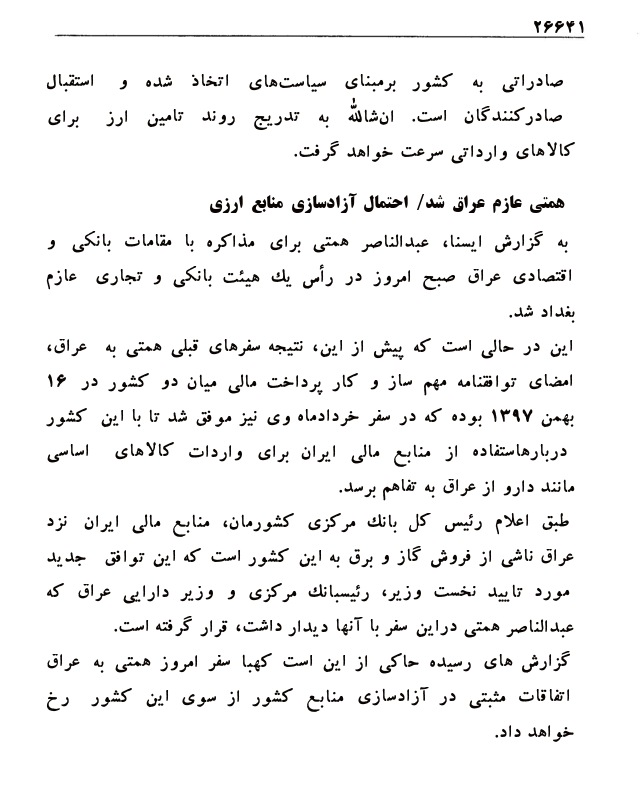 ۲۶۶۴۱
صادراتی به کشور برمبنای سیاست‌های اتخاذ شده و استقبال
صادرکنندگان است. ان‌شالله به تدریج روند تامین ارز برای
کالاهای وارداتی سرعت خواهد گرفت.
همتی عازم عراق شد/ احتمال آزادسازی منابع ارزی
به گزارش ایسنا، عبدالناصر همتی برای مذاکره با مقامات بانکی و
اقتصادی عراق صبح امروز در رأس یك هیئت بانکی و تجاری عازم
بغداد شد.
این در حالی است که پیش از این، نتیجه سفرهای قبلی همتی به عراق،
امضای توافقنامه مهم ساز و کار پرداخت مالی میان دو کشور در ۱۶
بهمن ۱۳۹۷ بوده که در سفر خردادماه وی نیز موفق شد تا با این کشور
دربارهاستفاده از منابع مالی ایران برای واردات کالاهای اساسی
مانند دارو از عراق به تفاهم برسد.
طبق اعلام رئیس کل بانك مرکزی کشورمان، منابع مالی ایران نزد
عراق ناشی از فروش گاز و برق به این کشور است که این توافق جدید
مورد تایید نخست وزیر، رئیسبانك مرکزی و وزیر دارایی عراق که
عبدالناصر همتی دراین سفر با آنها دیدار داشت، قرار گرفته است.
گزارش های رسیده حاکی از این است کهبا سفر امروز همتی به عراق
اتفاقات مثبتی در آزادسازی منابع کشور از سوی این کشور رخ
خواهد داد.